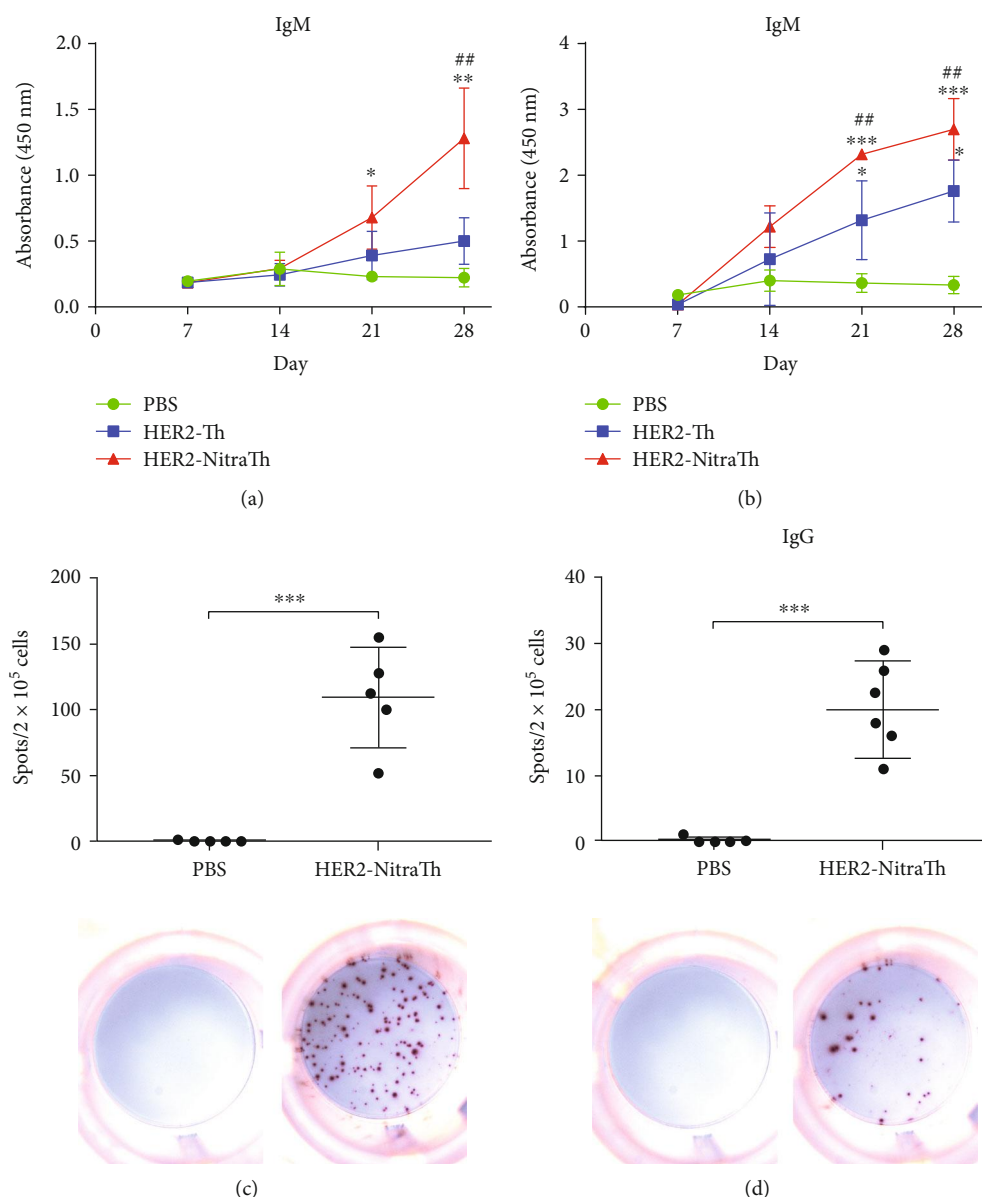 IgM
2.0
1.5
1.0
0.5
0.0
Absorbance (450 nm)
##
**
*
0
7
14
21
28
Day
PBS
HER2-Th
HER2-NitraTh
(a)
IgM
4
3
2
1
0
Absorbance (450 nm)
##
***
*
##
***
*
0
7
14
21
28
Day
PBS
HER2-Th
HER2-NitraTh
(b)
200
150
100
50
0
Spots/2 × 10⁵ cells
***
PBS
HER2-NitraTh
(c)
IgG
40
30
20
10
0
Spots/2 × 10⁵ cells
***
PBS
HER2-NitraTh
(d)